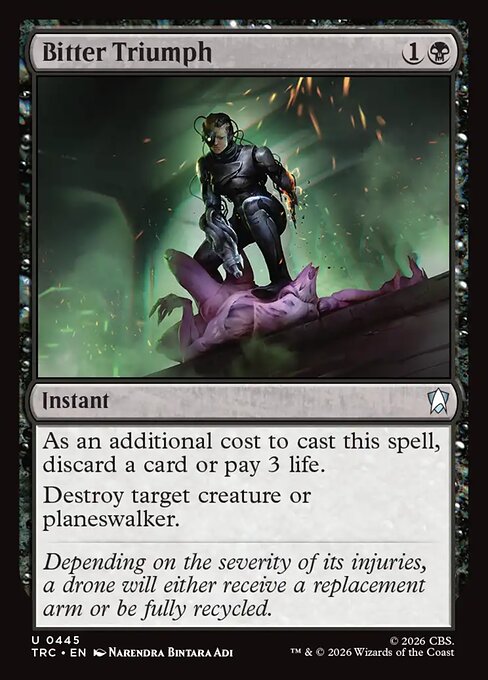 Bitter Triumph 1
Instant
As an additional cost to cast this spell,
discard a card or pay 3 life.
Destroy target creature or
planeswalker.
Depending on the severity of its injuries,
a drone will either receive a replacement
arm or be fully recycled.
U 0445 © 2026 CBS.
TRC • EN Narendra Bintara Adi ™ & © 2026 Wizards of the Coast